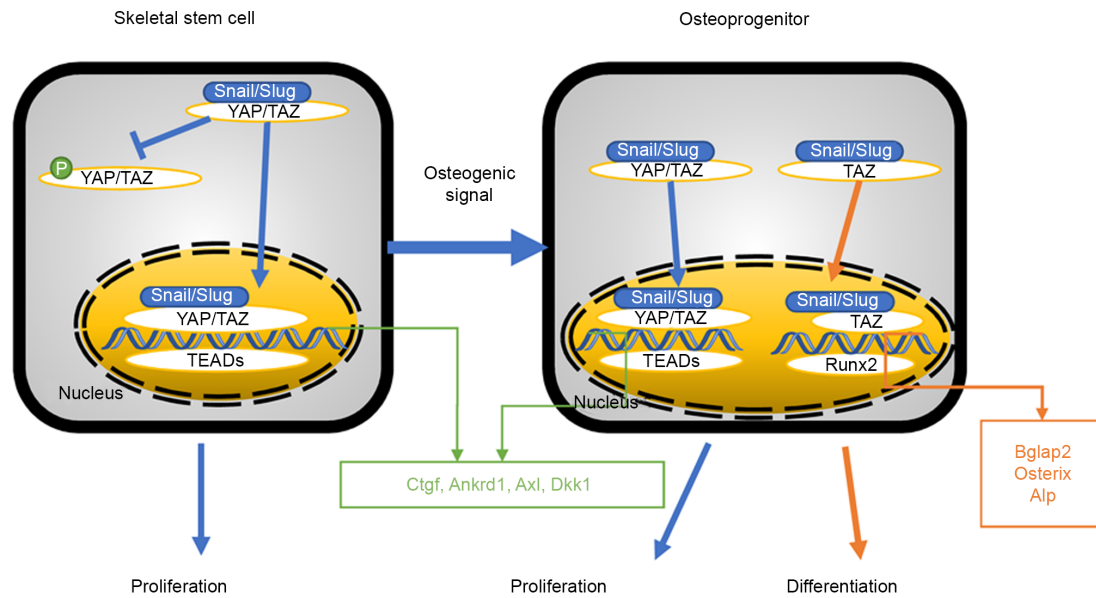 Skeletal stem cell
Osteoprogenitor
Snail/Slug
YAP/TAZ
P
YAP/TAZ
Snail/Slug
YAP/TAZ
TEADs
Nucleus
Osteogenic
signal
Snail/Slug
YAP/TAZ
Snail/Slug
TAZ
Snail/Slug
YAP/TAZ
TEADs
Snail/Slug
TAZ
Runx2
Nucleus
Ctgf, Ankrd1, Axl, Dkk1
Bglap2
Osterix
Alp
Proliferation
Proliferation
Differentiation